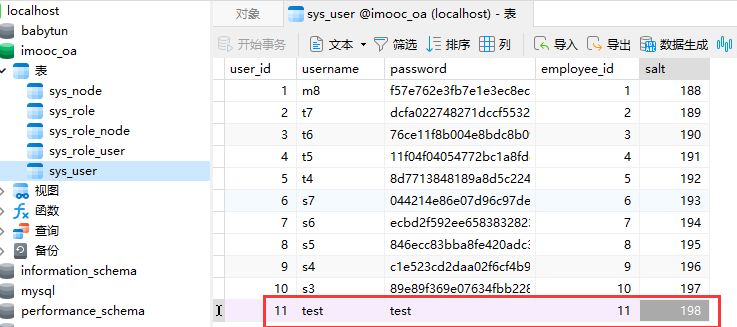 localhost
babytun
imooc_oa
表
sys_node
sys_role
sys_role_node
sys_role_user
sys_user
视图
函数
查询
备份
information_schema
mysql
performance_schema
对象 sys_user @imooc_oa (localhost) - 表
开始事务 文本 筛选 排序 列 导入 导出 数据生成
user_id username password employee_id salt
1 m8 f57e762e3fb7e1e3ec8ec 1 188
2 t7 dcfa022748271dccf5532 2 189
3 t6 76ce11f8b004e8bdc8b0 3 190
4 t5 11f04f04054772bc1a8fd 4 191
5 t4 8d7713848189a8d5c224 5 192
6 s7 044214e86e07d96c97de 6 193
7 s6 ecbd2f592ee658383282 7 194
8 s5 846ecc83bba8fe420adc 8 195
9 s4 c1e523cd2daa02f6cf4b9 9 196
10 s3 89e89f369e07634fbb228 10 197
11 test test 11 198